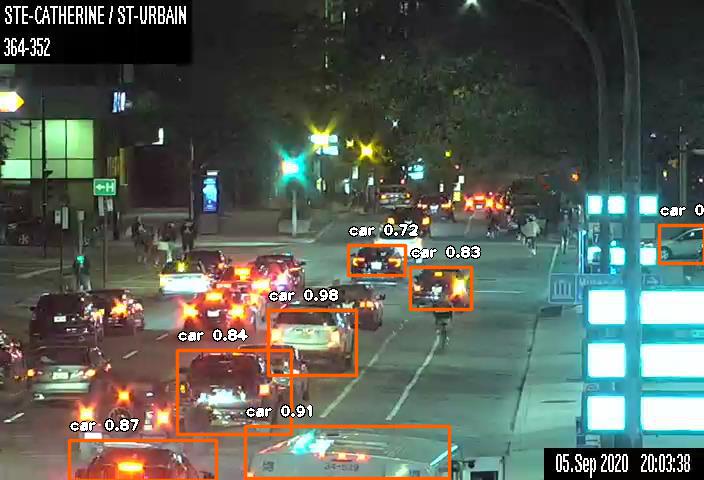 STE-CATHERINE / ST-URBAIN
364-352
car 0.72
car 0.83
car 0.98
car 0.84
car 0.91
car 0.87
H
05.Sep 2020 20:03:38